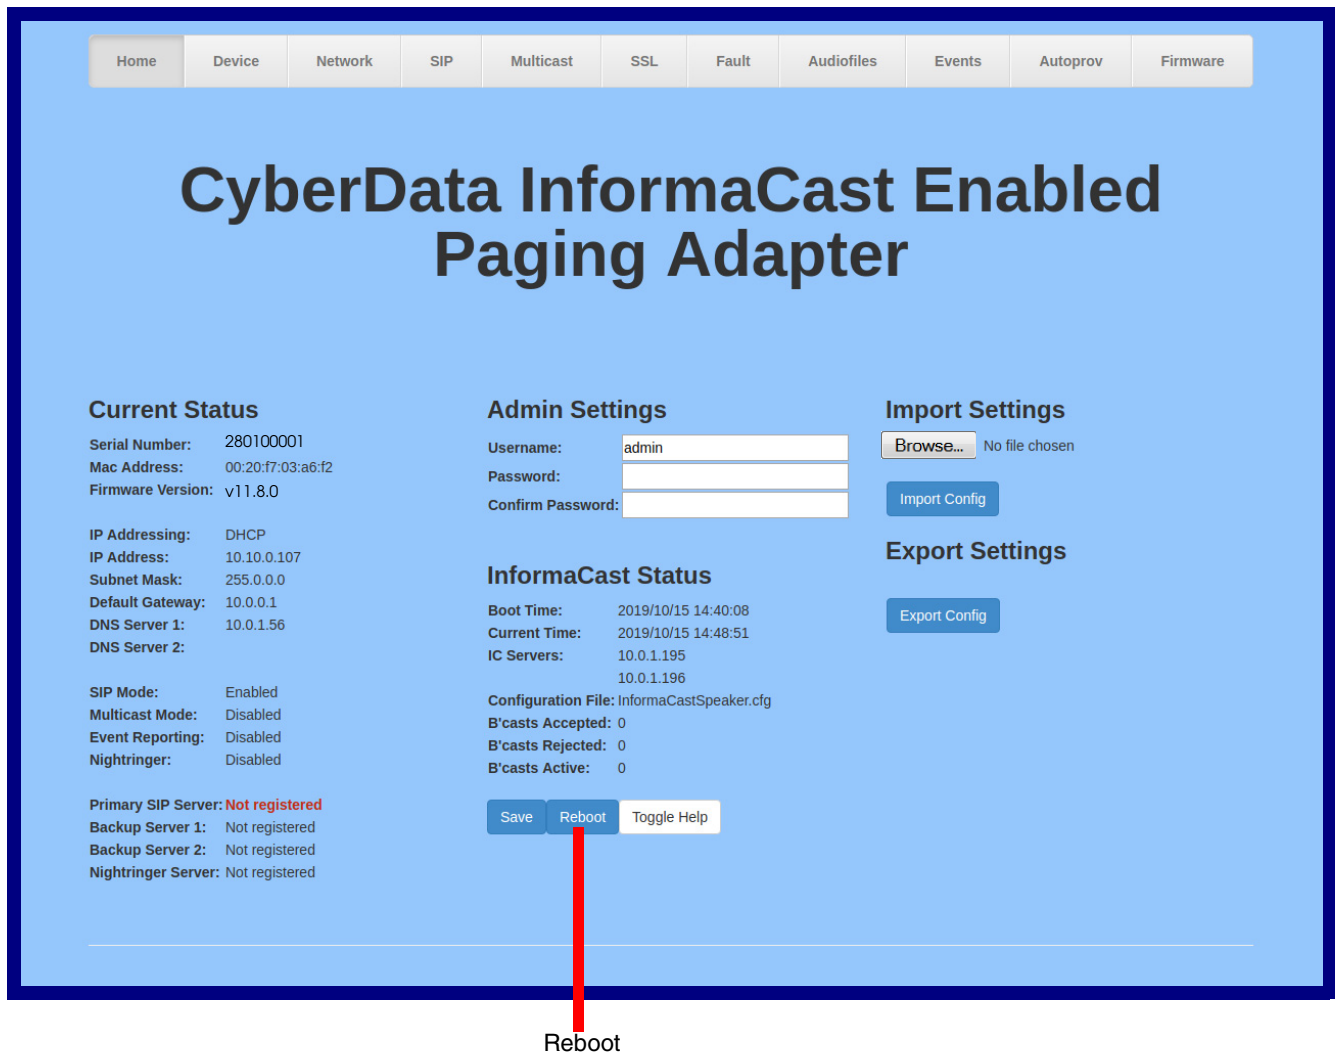 Home Device Network SIP Multicast SSL Fault Audiofiles Events Autoprov Firmware
CyberData InformaCast Enabled
Paging Adapter
Current Status
Serial Number: 280100001
Mac Address: 00:20:f7:03:a6:f2
Firmware Version: v11.8.0
IP Addressing: DHCP
IP Address: 10.10.0.107
Subnet Mask: 255.0.0.0
Default Gateway: 10.0.0.1
DNS Server 1: 10.0.1.56
DNS Server 2:
SIP Mode: Enabled
Multicast Mode: Disabled
Event Reporting: Disabled
Nightringer: Disabled
Primary SIP Server: Not registered
Backup Server 1: Not registered
Backup Server 2: Not registered
Nightringer Server: Not registered
Admin Settings
Username: admin
Password:
Confirm Password:
InformaCast Status
Boot Time: 2019/10/15 14:40:08
Current Time: 2019/10/15 14:48:51
IC Servers: 10.0.1.195
10.0.1.196
Configuration File: InformaCastSpeaker.cfg
B'casts Accepted: 0
B'casts Rejected: 0
B'casts Active: 0
Save Reboot Toggle Help
Import Settings
Browse... No file chosen
Import Config
Export Settings
Export Config
Reboot